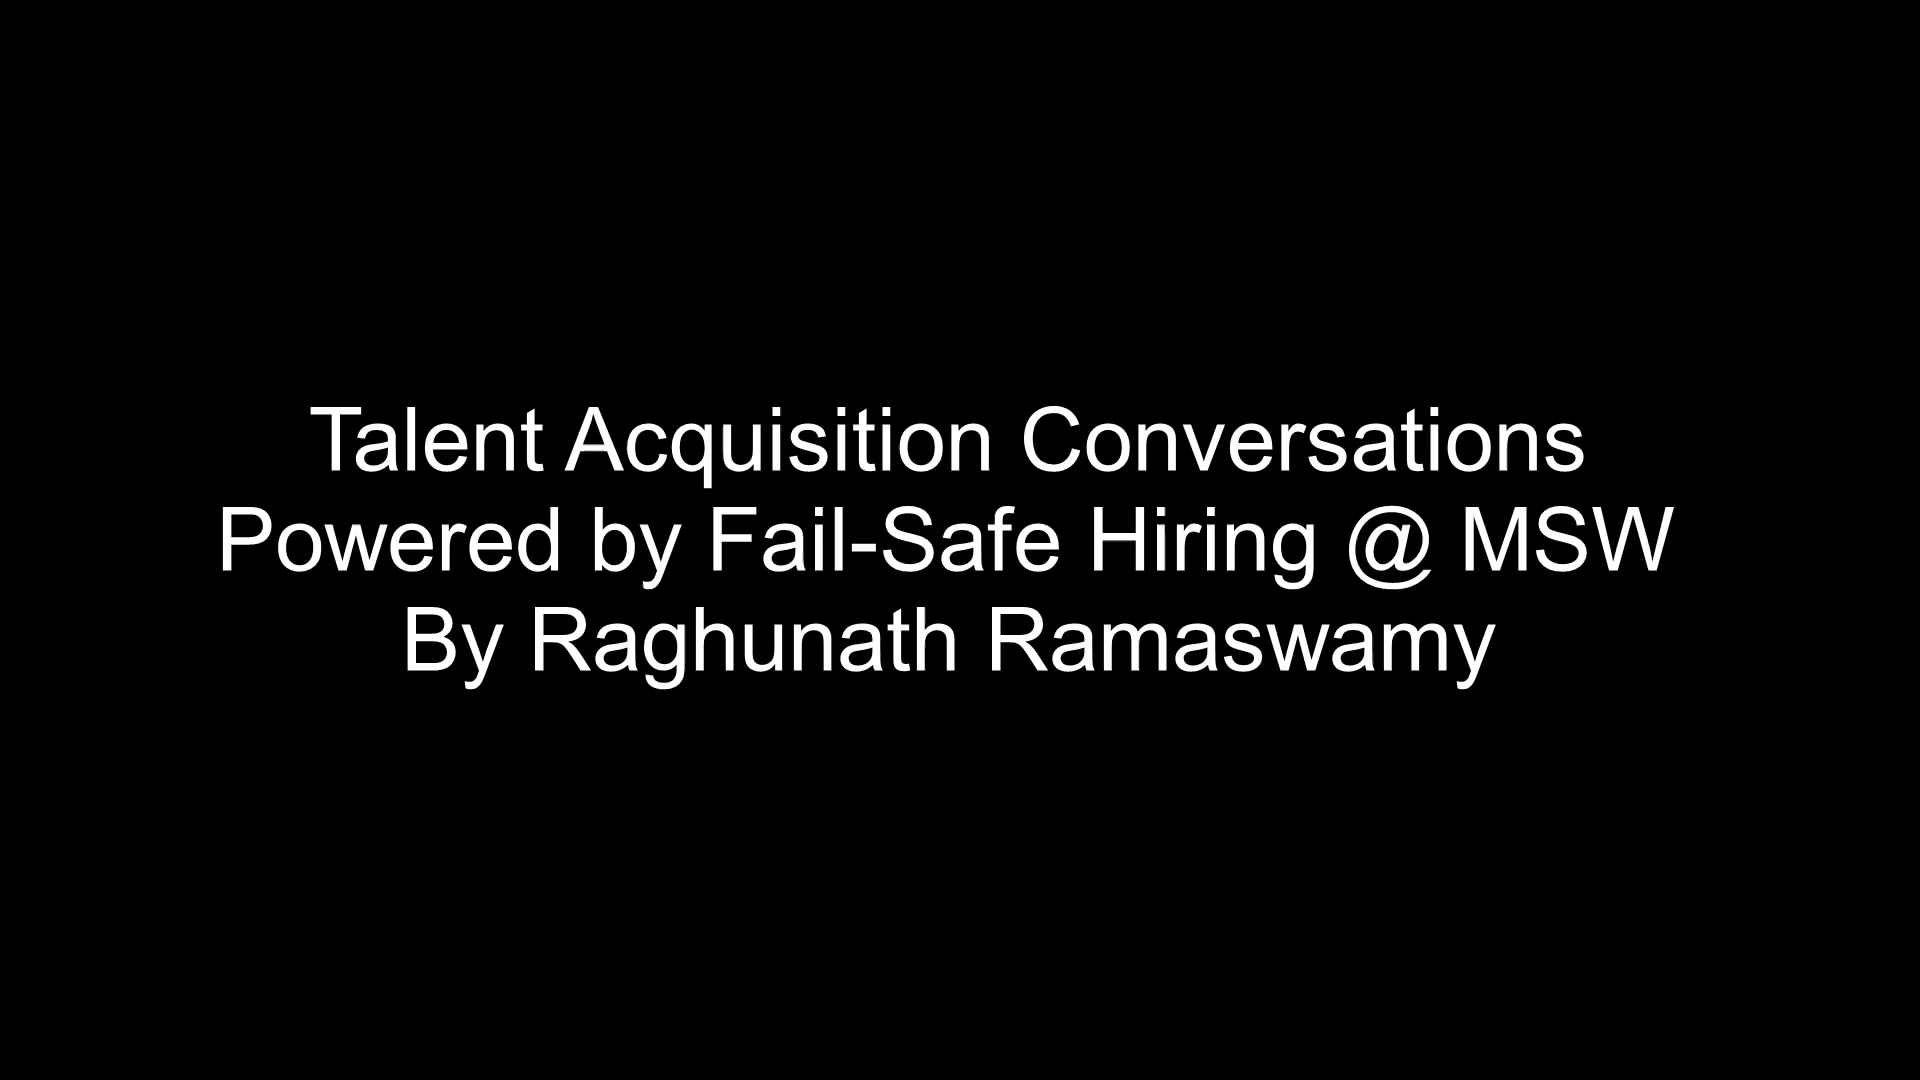 Talent Acquisition Conversations
Powered by Fail-Safe Hiring @ MSW
By Raghunath Ramaswamy